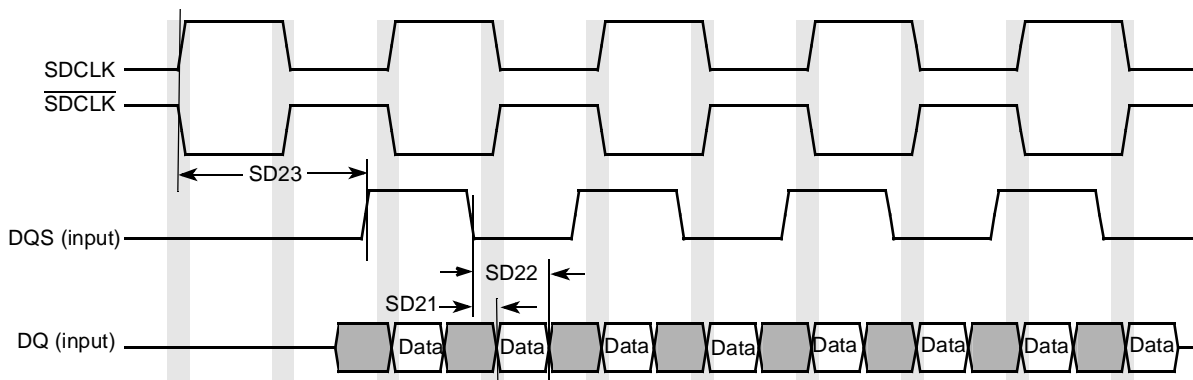 SDCLK
SDCLK
SD23
DQS (input)
SD22
SD21
DQ (input)
Data Data Data Data Data Data Data Data